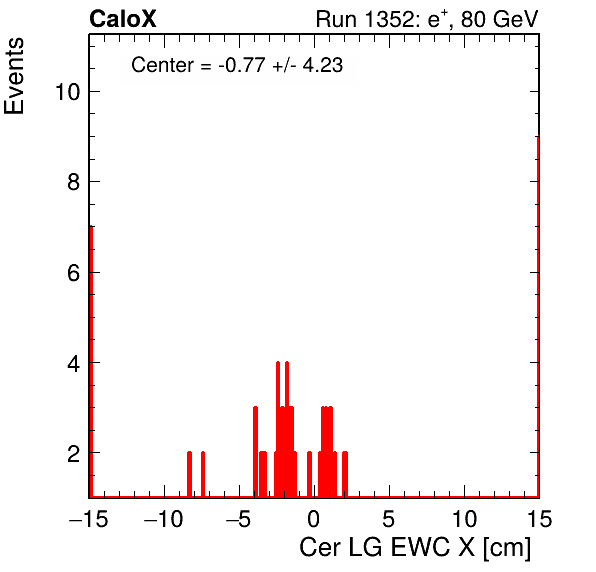 CaloX Run 1352: e⁺, 80 GeV
Center = -0.77 +/- 4.23
Events
10
8
6
4
2
−15 −10 −5 0 5 10 15
Cer LG EWC X [cm]